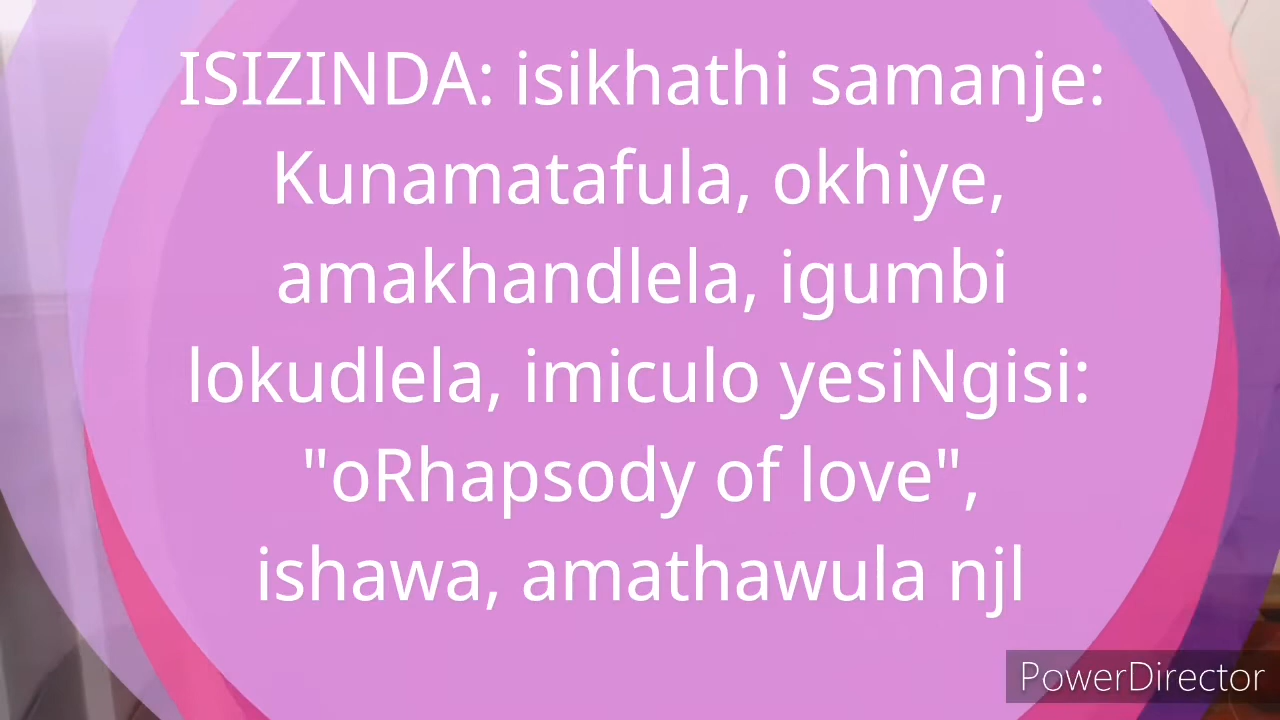 ISIZINDA: isikhathi samanje:
Kunamatafula, okhiye,
amakhandlela, igumbi
lokudlela, imiculo yesiNgisi:
"oRhapsody of love",
ishawa, amathawula njl
PowerDirector